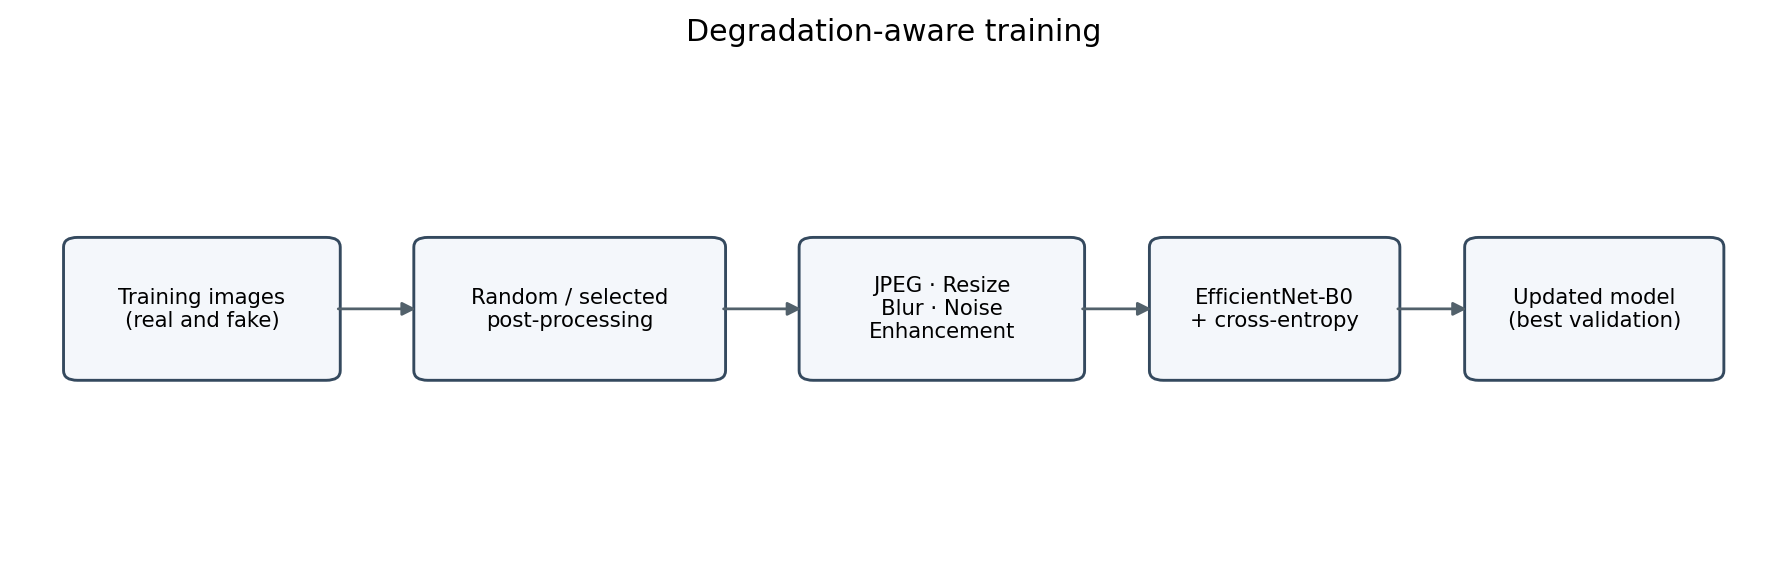 Degradation-aware training
Training images
(real and fake)
Random / selected
post-processing
JPEG · Resize
Blur · Noise
Enhancement
EfficientNet-B0
+ cross-entropy
Updated model
(best validation)